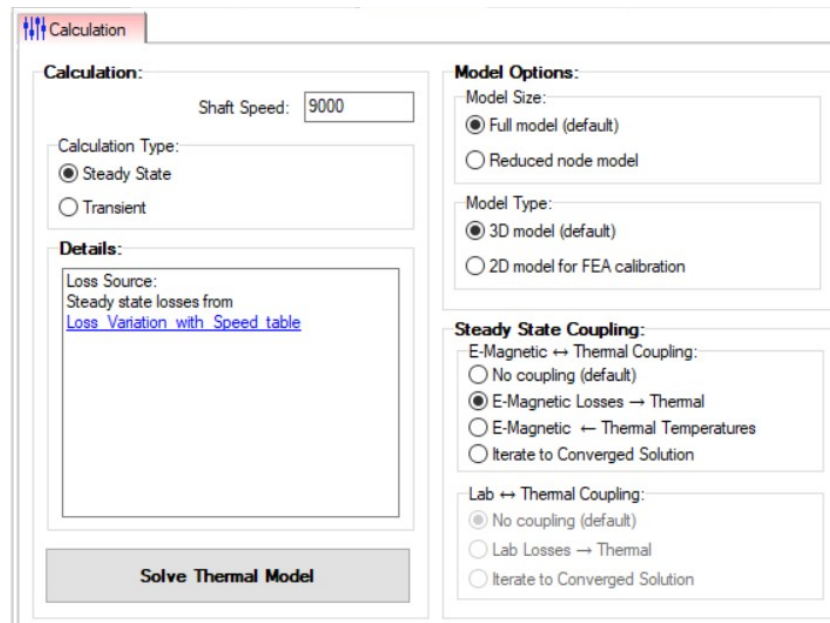 Calculation
Calculation:
Shaft Speed: 9000
Calculation Type:
Steady State
Transient
Details:
Loss Source:
Steady state losses from
Loss Variation with Speed table
Solve Thermal Model
Model Options:
Model Size:
Full model (default)
Reduced node model
Model Type:
3D model (default)
2D model for FEA calibration
Steady State Coupling:
E-Magnetic ↔ Thermal Coupling:
No coupling (default)
E-Magnetic Losses → Thermal
E-Magnetic ← Thermal Temperatures
Iterate to Converged Solution
Lab ↔ Thermal Coupling:
No coupling (default)
Lab Losses → Thermal
Iterate to Converged Solution